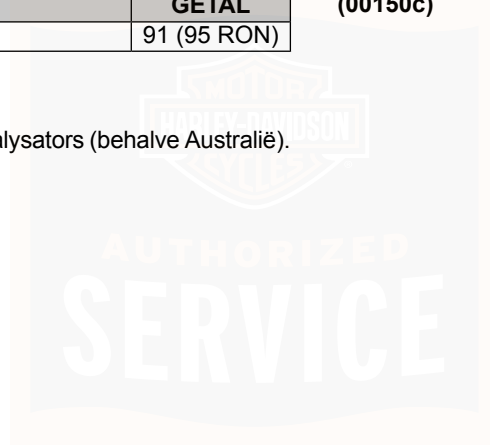 GETAL (00150c)
91 (95 RON)
alysators (behalve Australië).
MOTOR
HARLEY-DAVIDSON
CYCLES
AUTHORIZED
SERVICE